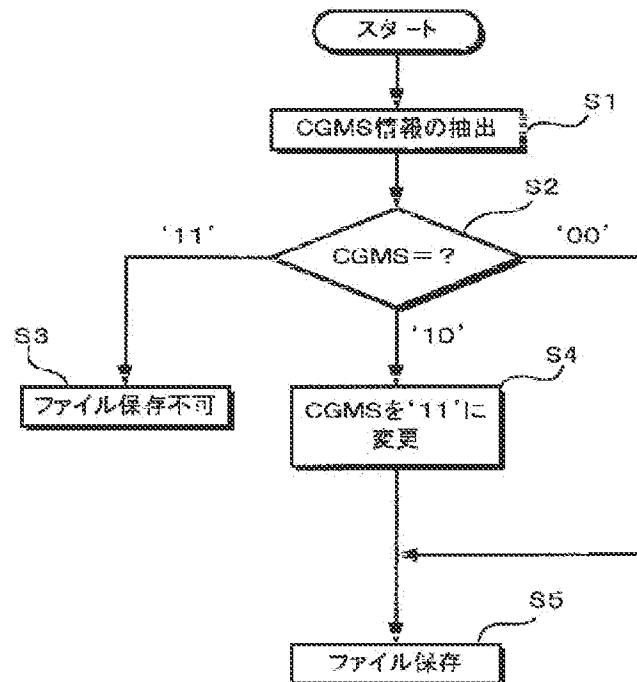 スタート
S1
CGMS情報の抽出
S2
'11'
CGMS=?
'00'
'10'
S3
S4
ファイル保存不可
CGMSを'11'に
変更
S5
ファイル保存